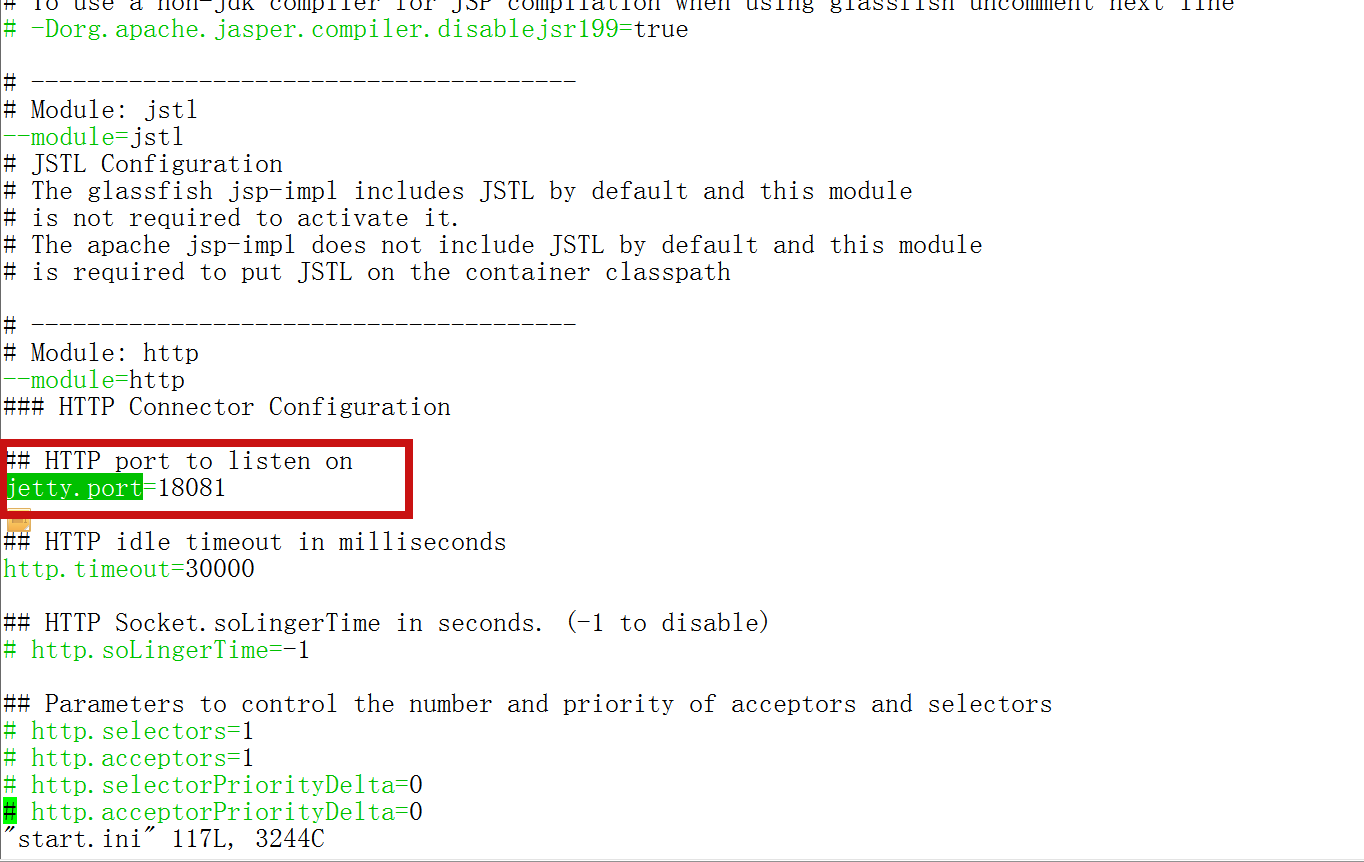 # To use a non-jdk compiler for JSP compilation when using glassfish uncomment next line
# -Dorg.apache.jasper.compiler.disablejsr199=true
# ---------------------------------------
# Module: jstl
--module=jstl
# JSTL Configuration
# The glassfish jsp-impl includes JSTL by default and this module
# is not required to activate it.
# The apache jsp-impl does not include JSTL by default and this module
# is required to put JSTL on the container classpath
# ---------------------------------------
# Module: http
--module=http
### HTTP Connector Configuration
## HTTP port to listen on
jetty.port=18081
## HTTP idle timeout in milliseconds
http.timeout=30000
## HTTP Socket.soLingerTime in seconds. (-1 to disable)
# http.soLingerTime=-1
## Parameters to control the number and priority of acceptors and selectors
# http.selectors=1
# http.acceptors=1
# http.selectorPriorityDelta=0
# http.acceptorPriorityDelta=0
"start.ini" 117L, 3244C